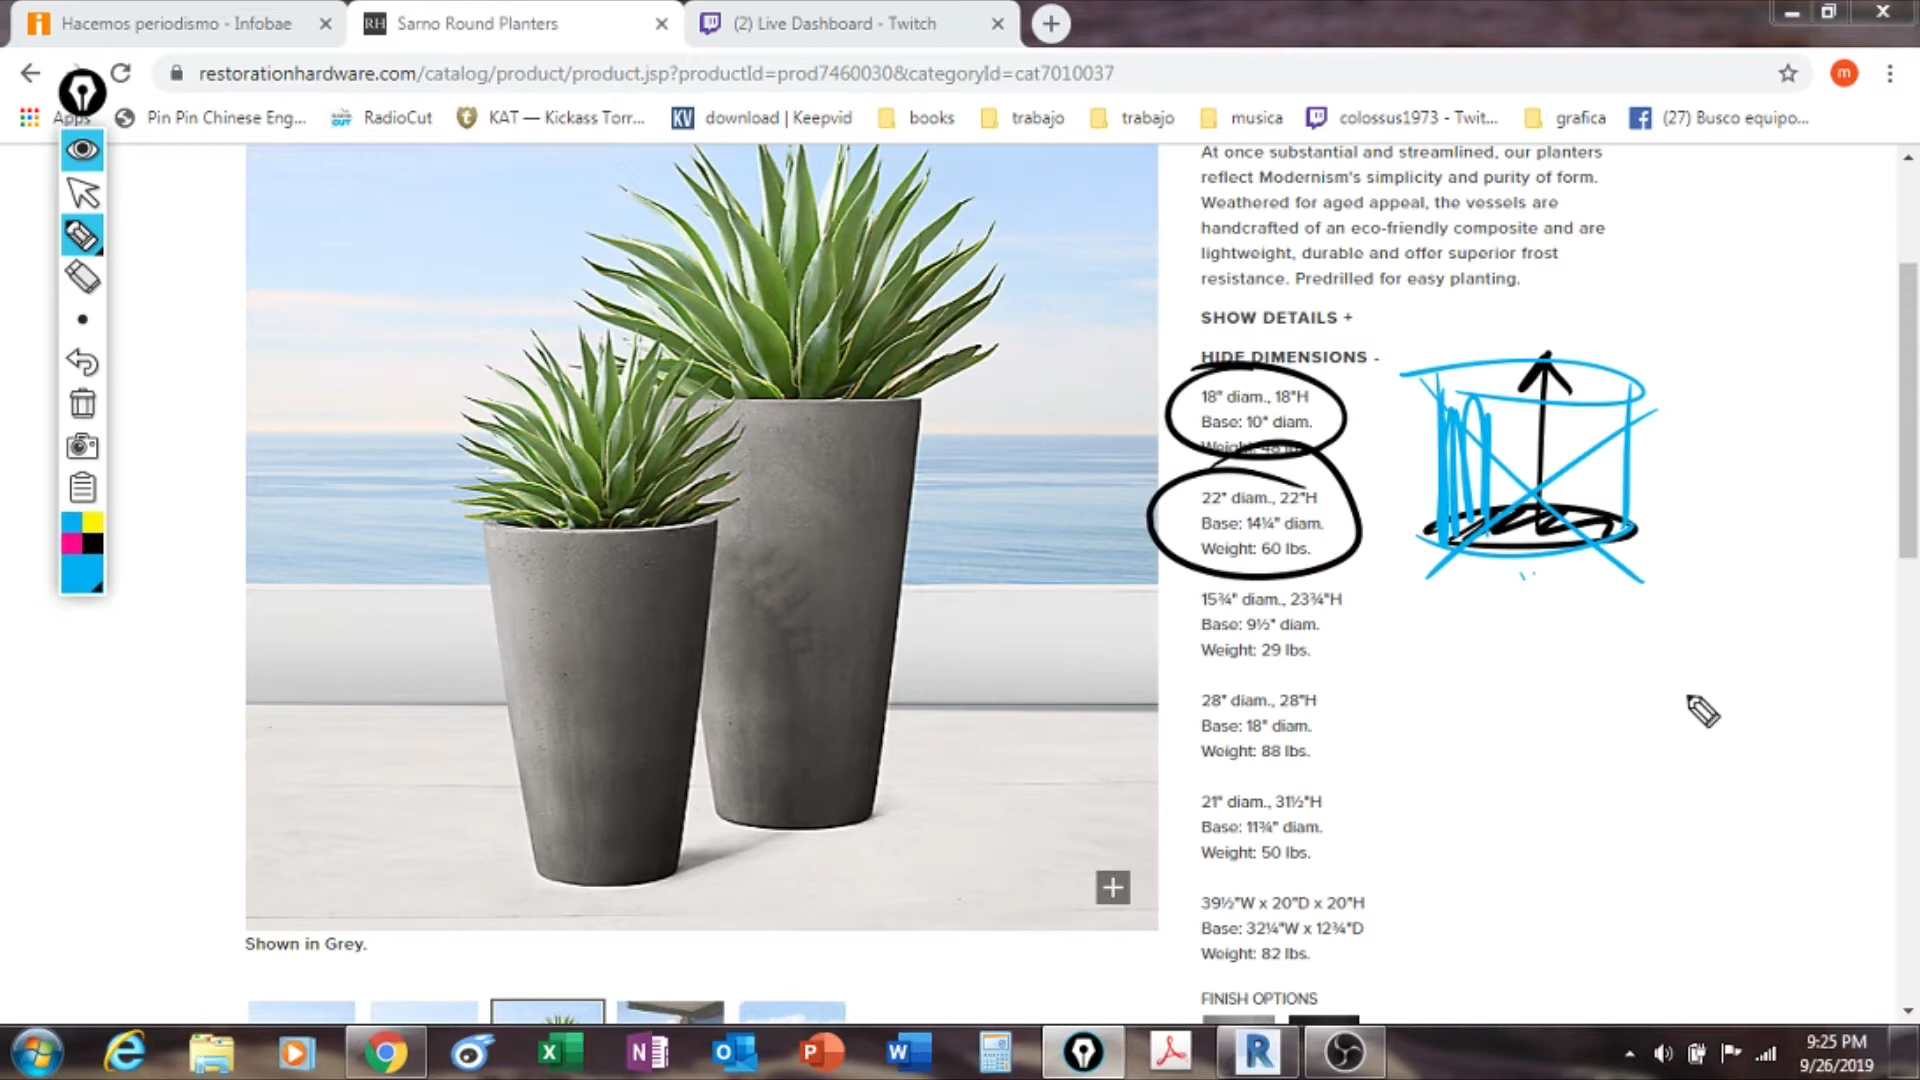 Hacemos periodismo - Infobae
RH Sarno Round Planters
(2) Live Dashboard - Twitch
restorationhardware.com/catalog/product/product.jsp?productId=prod7460030&categoryId=cat7010037
m
Apps
Pin Pin Chinese Eng...
RadioCut
KAT — Kickass Torr...
KV download | Keepvid
books
trabajo
trabajo
musica
colossus1973 - Twit...
grafica
(27) Busco equipo...
At once substantial and streamlined, our planters
reflect Modernism's simplicity and purity of form.
Weathered for aged appeal, the vessels are
handcrafted of an eco-friendly composite and are
lightweight, durable and offer superior frost
resistance. Predrilled for easy planting.
SHOW DETAILS +
HIDE DIMENSIONS -
18" diam., 18"H
Base: 10" diam.
Weight: 48 lbs.
22" diam., 22"H
Base: 14¼" diam.
Weight: 60 lbs.
15¾" diam., 23¾"H
Base: 9½" diam.
Weight: 29 lbs.
28" diam., 28"H
Base: 18" diam.
Weight: 88 lbs.
21" diam., 31½"H
Base: 11¾" diam.
Weight: 50 lbs.
39½"W x 20"D x 20"H
Base: 32¼"W x 12¾"D
Weight: 82 lbs.
FINISH OPTIONS
Shown in Grey.
9:25 PM
9/26/2019